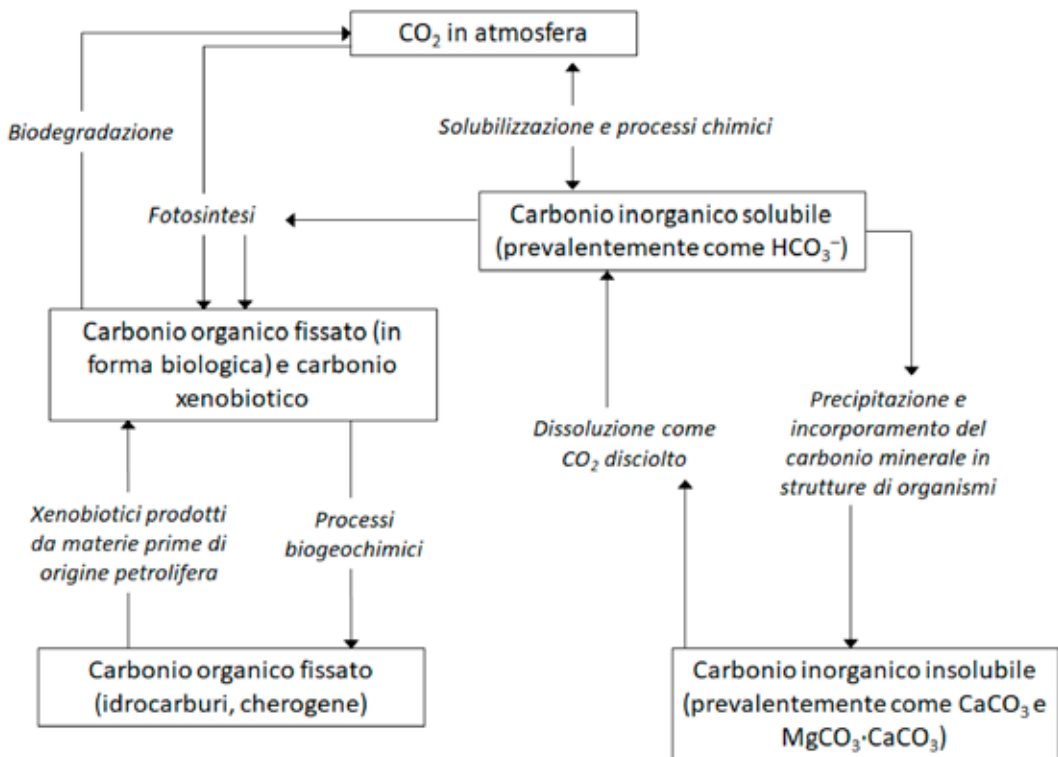 CO₂ in atmosfera
Biodegradazione
Solubilizzazione e processi chimici
Fotosintesi
Carbonio inorganico solubile
(prevalentemente come HCO₃⁻)
Carbonio organico fissato (in
forma biologica) e carbonio
xenobiotico
Dissoluzione come
CO₂ disciolto
Precipitazione e
incorporamento del
carbonio minerale in
strutture di organismi
Xenobiotici prodotti
da materie prime di
origine petrolifera
Processi
biogeochimici
Carbonio organico fissato
(idrocarburi, cherogene)
Carbonio inorganico insolubile
(prevalentemente come CaCO₃ e
MgCO₃·CaCO₃)